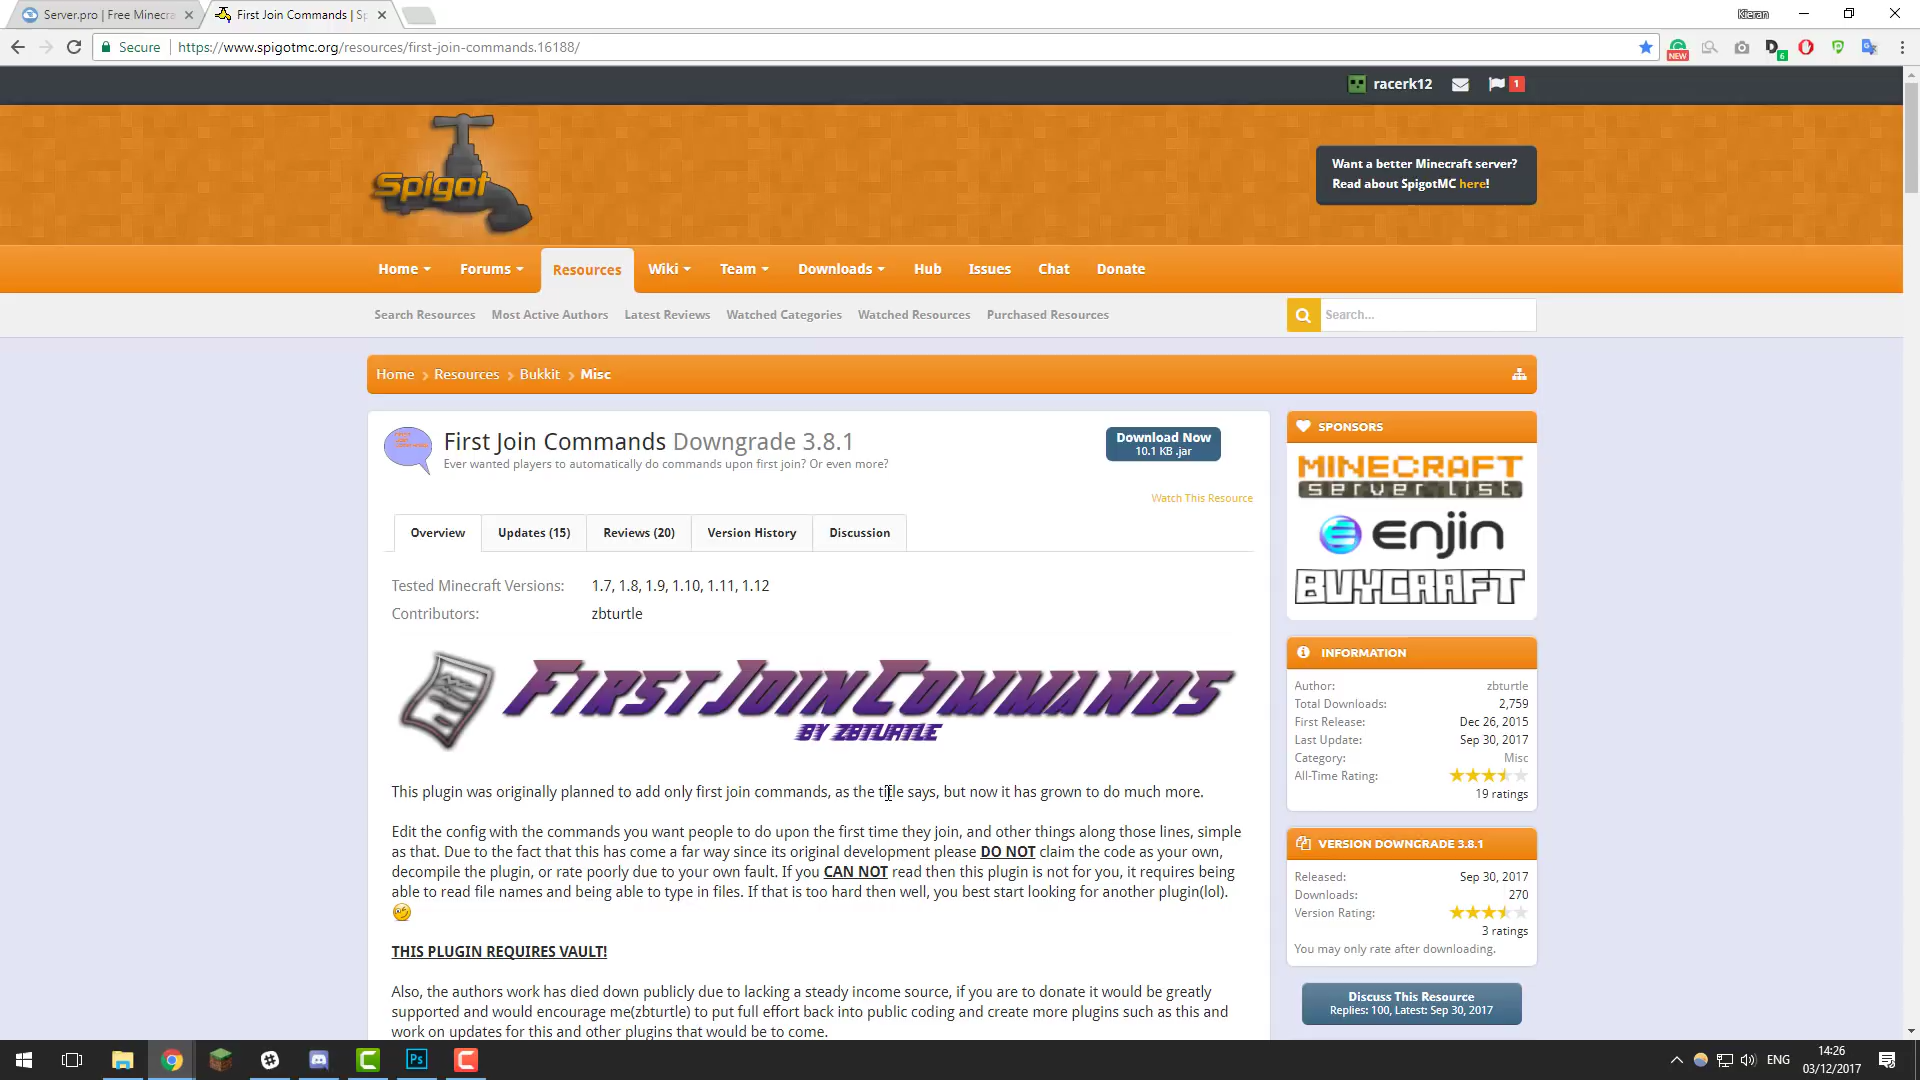 Server.pro | Free Minecra
First Join Commands | Sp
Kieran
Secure
https://www.spigotmc.org/resources/first-join-commands.16188/
NEW
6
racerk12
1
Spigot
Want a better Minecraft server?
Read about SpigotMC here!
Home
Forums
Resources
Wiki
Team
Downloads
Hub
Issues
Chat
Donate
Search Resources
Most Active Authors
Latest Reviews
Watched Categories
Watched Resources
Purchased Resources
Search...
Home
Resources
Bukkit
Misc
First Join Commands Downgrade 3.8.1
Ever wanted players to automatically do commands upon first join? Or even more?
Download Now
10.1 KB .jar
Watch This Resource
Overview
Updates (15)
Reviews (20)
Version History
Discussion
Tested Minecraft Versions: 1.7, 1.8, 1.9, 1.10, 1.11, 1.12
Contributors: zbturtle
FirstJoinCommands
by zbturtle
This plugin was originally planned to add only first join commands, as the title says, but now it has grown to do much more.
Edit the config with the commands you want people to do upon the first time they join, and other things along those lines, simple
as that. Due to the fact that this has come a far way since its original development please DO NOT claim the code as your own,
decompile the plugin, or rate poorly due to your own fault. If you CAN NOT read then this plugin is not for you, it requires being
able to read file names and being able to type in files. If that is too hard then well, you best start looking for another plugin(lol).
THIS PLUGIN REQUIRES VAULT!
Also, the authors work has died down publicly due to lacking a steady income source, if you are to donate it would be greatly
supported and would encourage me(zbturtle) to put full effort back into public coding and create more plugins such as this and
work on updates for this and other plugins that would be to come.
SPONSORS
MINECRAFT
server list
enjin
BUYCRAFT
INFORMATION
Author: zbturtle
Total Downloads: 2,759
First Release: Dec 26, 2015
Last Update: Sep 30, 2017
Category: Misc
All-Time Rating:
19 ratings
VERSION DOWNGRADE 3.8.1
Released: Sep 30, 2017
Downloads: 270
Version Rating:
3 ratings
You may only rate after downloading.
Discuss This Resource
Replies: 100, Latest: Sep 30, 2017
Ps
ENG
14:26
03/12/2017